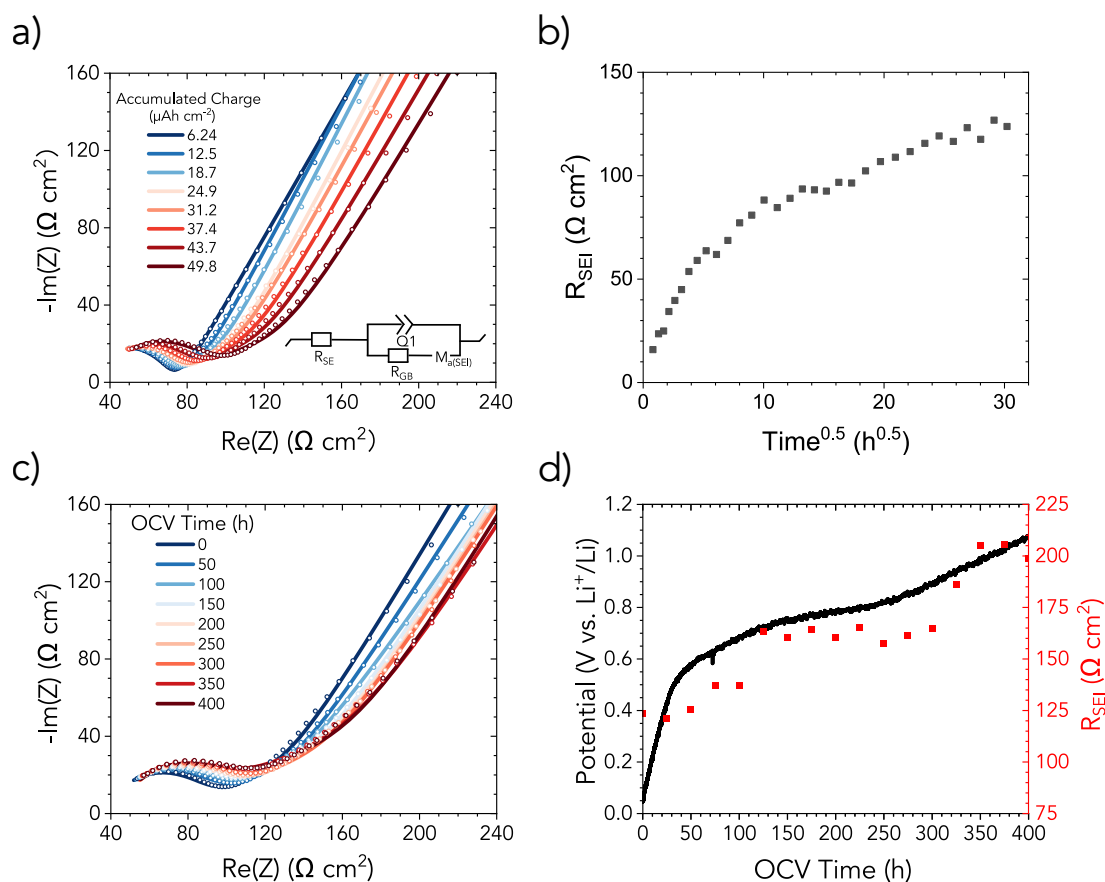 a)
160
120
80
40
0
-Im(Z) (Ω cm²)
Accumulated Charge
(µAh cm⁻²)
6.24
12.5
18.7
24.9
31.2
37.4
43.7
49.8
Q1
R_SE
R_GB
M_a(SEI)
40 80 120 160 200 240
Re(Z) (Ω cm²)
b)
150
100
50
0
R_SEI (Ω cm²)
0 10 20 30
Time^0.5 (h^0.5)
c)
160
120
80
40
0
-Im(Z) (Ω cm²)
OCV Time (h)
0
50
100
150
200
250
300
350
400
40 80 120 160 200 240
Re(Z) (Ω cm²)
d)
1.2
1.0
0.8
0.6
0.4
0.2
0.0
Potential (V vs. Li⁺/Li)
225
200
175
150
125
100
75
R_SEI (Ω cm²)
0 50 100 150 200 250 300 350 400
OCV Time (h)